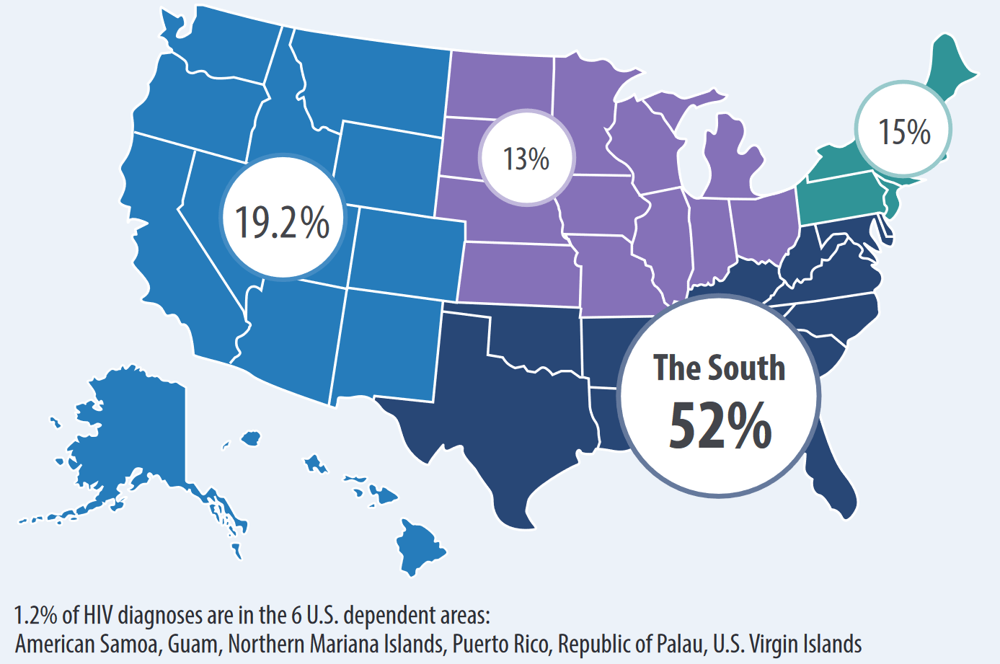 15%
13%
19.2%
The South
52%
1.2% of HIV diagnoses are in the 6 U.S. dependent areas:
American Samoa, Guam, Northern Mariana Islands, Puerto Rico, Republic of Palau, U.S. Virgin Islands